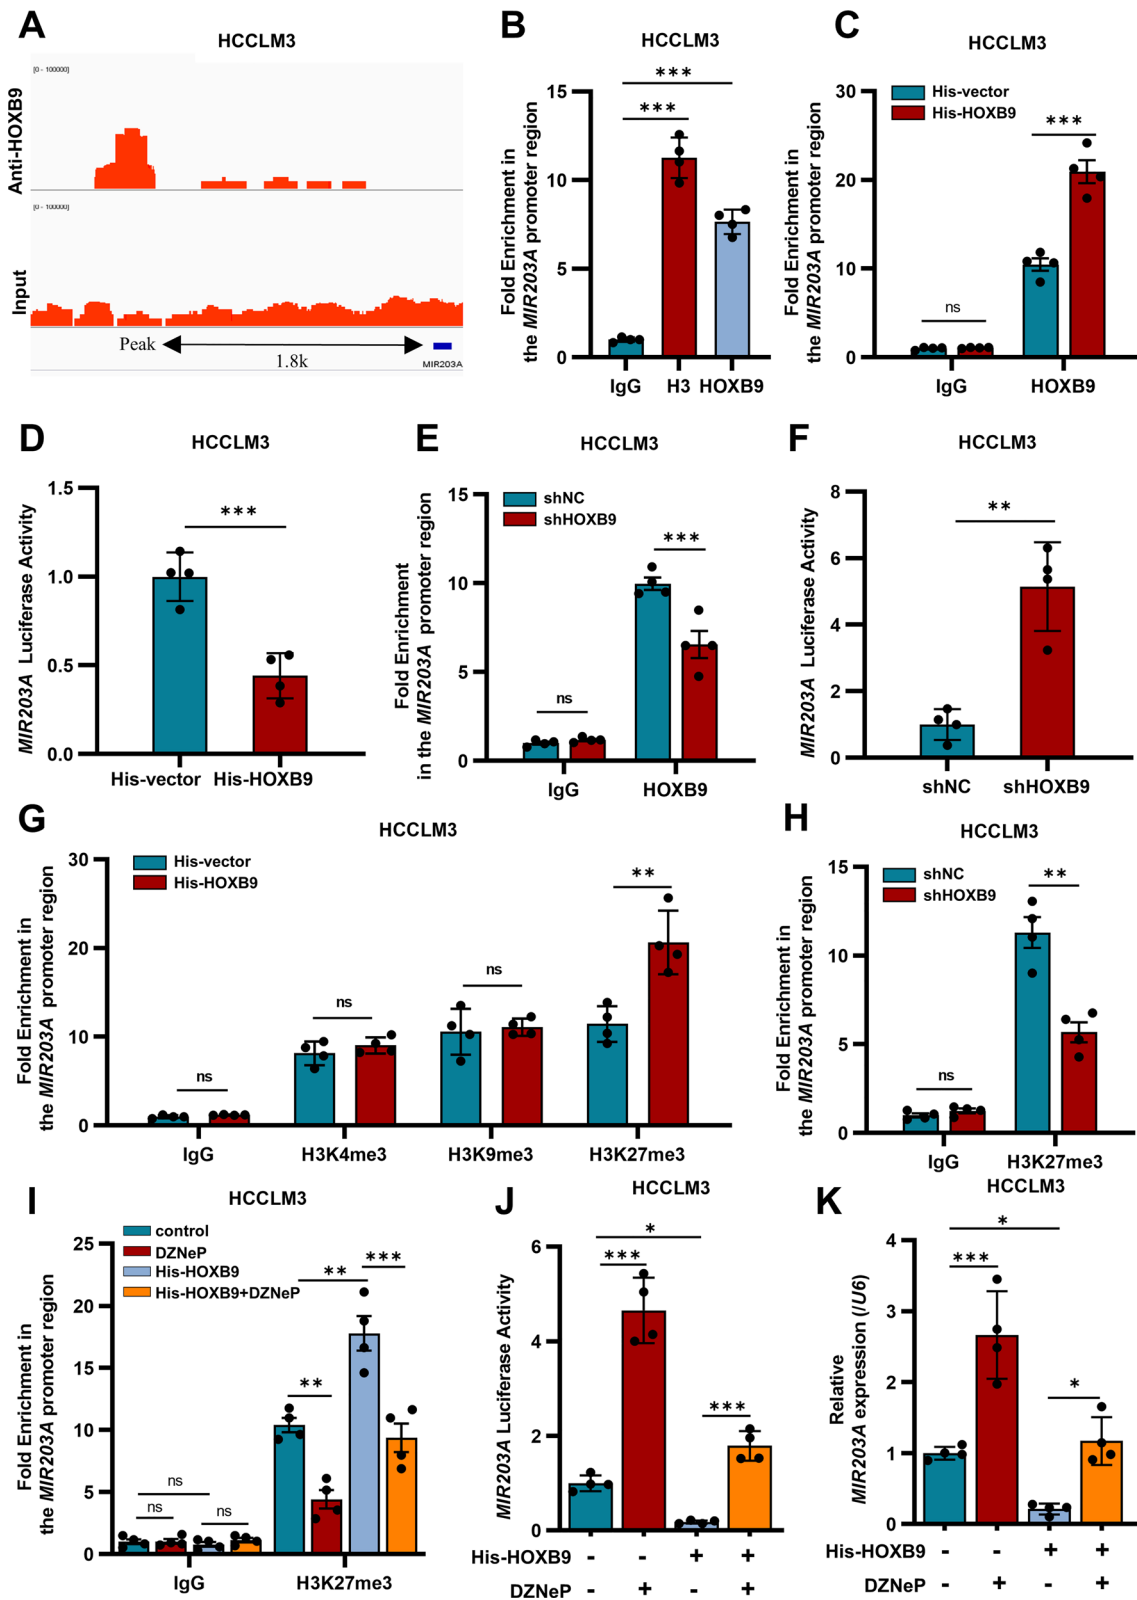 A
HCCLM3
Anti-HOXB9
[0 - 100000]
Input
[0 - 100000]
Peak
1.8k
MIR203A
B
HCCLM3
Fold Enrichment in
the MIR203A promoter region
15
10
5
0
***
***
IgG
H3
HOXB9
C
HCCLM3
Fold Enrichment in
the MIR203A promoter region
30
20
10
0
His-vector
His-HOXB9
***
ns
IgG
HOXB9
D
HCCLM3
MIR203A Luciferase Activity
1.5
1.0
0.5
0.0
***
His-vector
His-HOXB9
E
HCCLM3
Fold Enrichment
in the MIR203A promoter region
15
10
5
0
shNC
shHOXB9
***
ns
IgG
HOXB9
F
HCCLM3
MIR203A Luciferase Activity
8
6
4
2
0
**
shNC
shHOXB9
G
HCCLM3
Fold Enrichment in
the MIR203A promoter region
30
20
10
0
His-vector
His-HOXB9
ns
ns
ns
**
IgG
H3K4me3
H3K9me3
H3K27me3
H
HCCLM3
Fold Enrichment in
the MIR203A promoter region
15
10
5
0
shNC
shHOXB9
**
ns
IgG
H3K27me3
I
HCCLM3
Fold Enrichment in
the MIR203A promoter region
25
20
15
10
5
0
control
DZNeP
His-HOXB9
His-HOXB9+DZNeP
ns
ns
ns
**
**
***
IgG
H3K27me3
J
HCCLM3
MIR203A Luciferase Activity
6
4
2
0
*
***
***
His-HOXB9 - - + +
DZNeP - + - +
K
HCCLM3
Relative
MIR203A expression (/U6)
4
3
2
1
0
*
***
*
His-HOXB9 - - + +
DZNeP - + - +